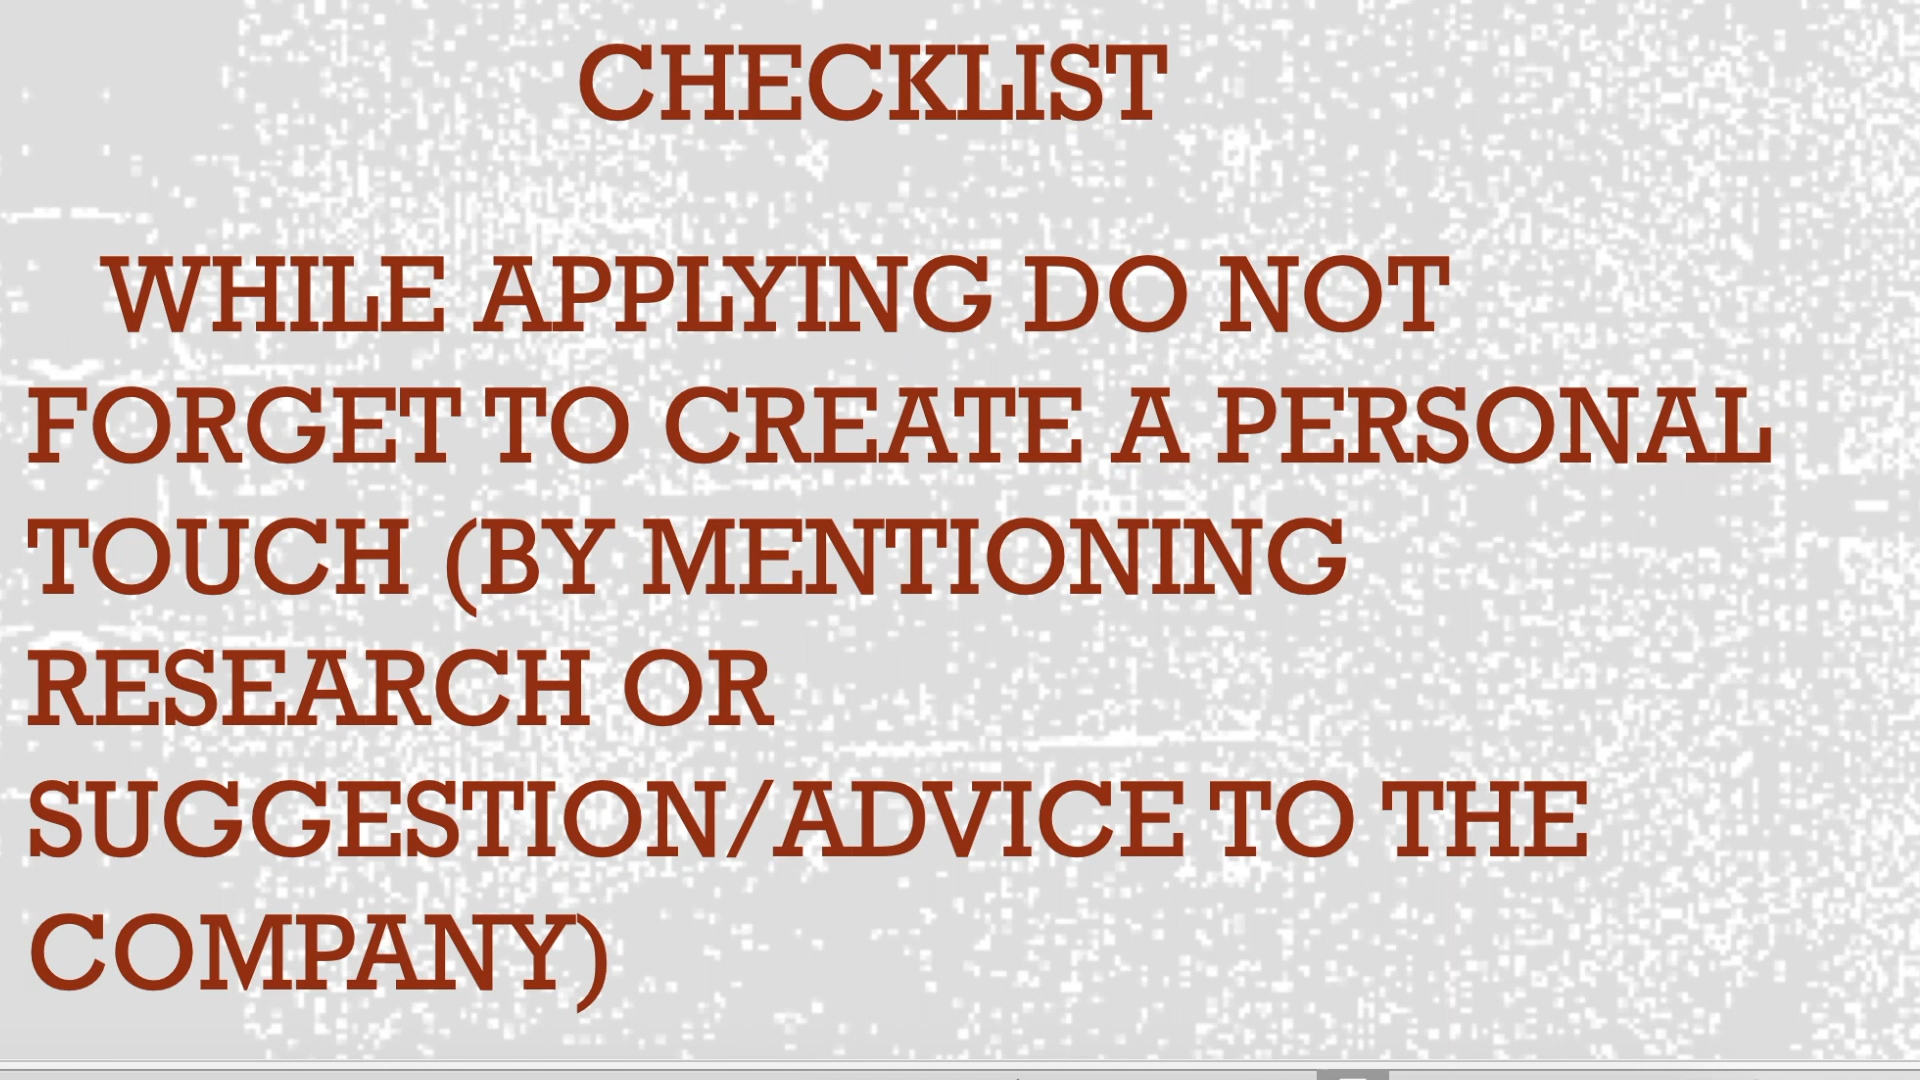 CHECKLIST
WHILE APPLYING DO NOT
FORGET TO CREATE A PERSONAL
TOUCH (BY MENTIONING
RESEARCH OR
SUGGESTION/ADVICE TO THE
COMPANY)